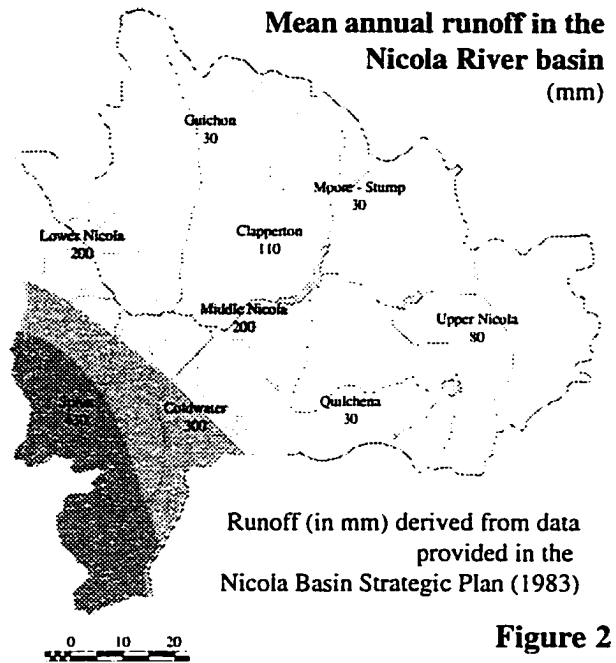 Mean annual runoff in the
Nicola River basin
(mm)
Guichon
30
Moore - Stump
30
Lower Nicola
200
Clapperton
110
Middle Nicola
200
Upper Nicola
80
Coldwater
300
Quilchena
30
Runoff (in mm) derived from data
provided in the
Nicola Basin Strategic Plan (1983)
0 10 20
Figure 2